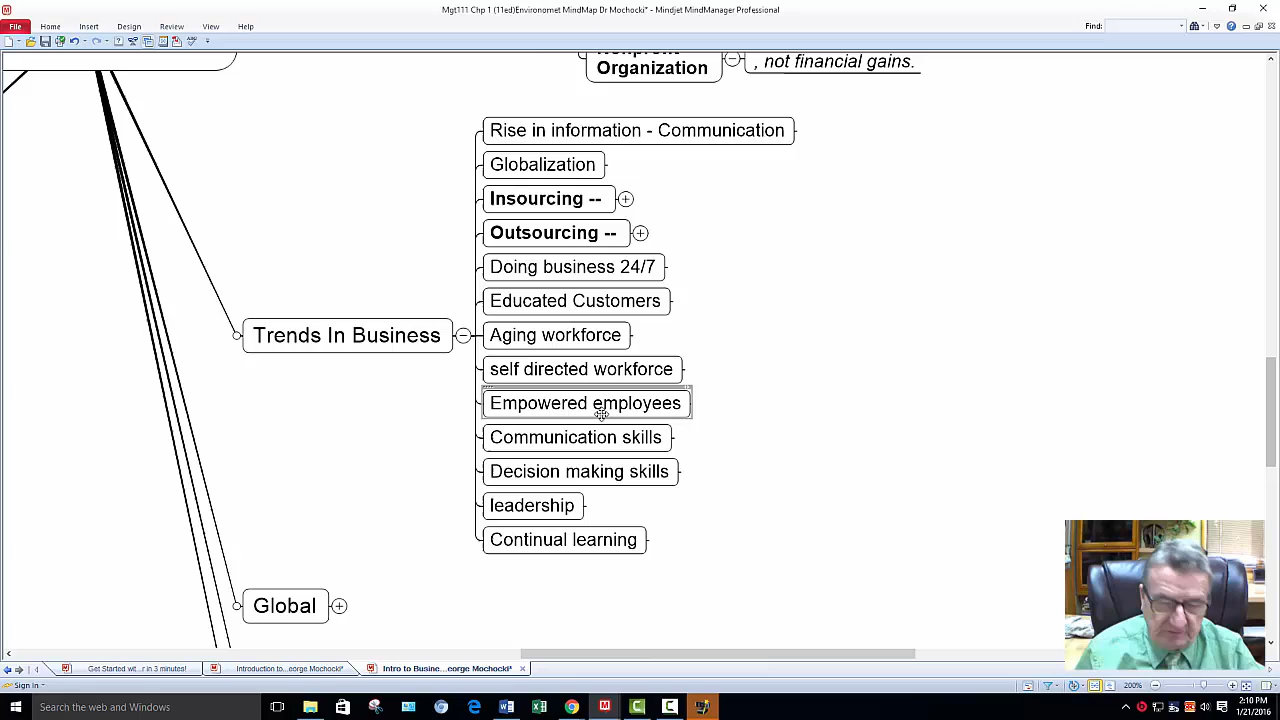 Mgt111 Chp 1 (11ed)Environomet MindMap Dr Mochocki* - Mindjet MindManager Professional
File Home Insert Design Review View Help Find:
Nonprofit
Organization
, not financial gains.
Rise in information - Communication
Globalization
Insourcing --
Outsourcing --
Doing business 24/7
Educated Customers
Aging workforce
Trends In Business
self directed workforce
Empowered employees
Communication skills
Decision making skills
leadership
Continual learning
Global
Get Started wit...r in 3 minutes! Introduction to...eorge Mochocki* Intro to Busine...eorge Mochocki*
Sign In 200%
Search the web and Windows
2:10 PM
1/21/2016